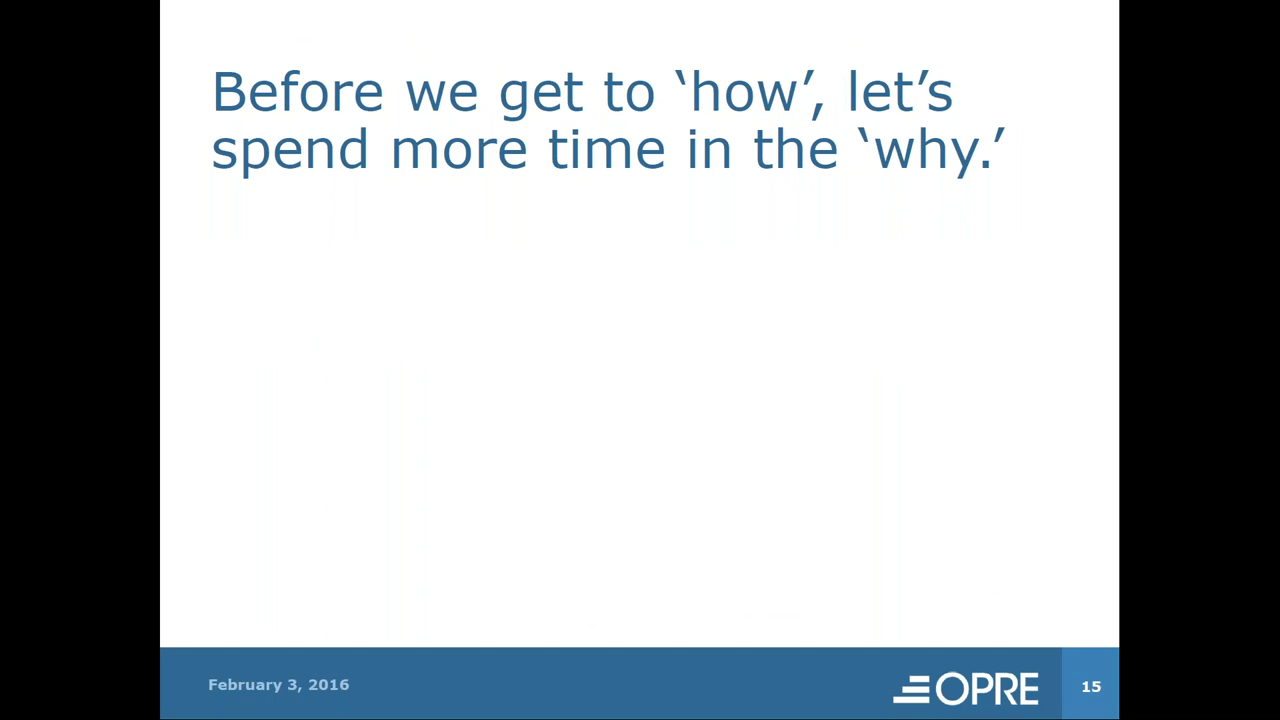 Before we get to ‘how’, let’s
spend more time in the ‘why.’
February 3, 2016
OPRE
15